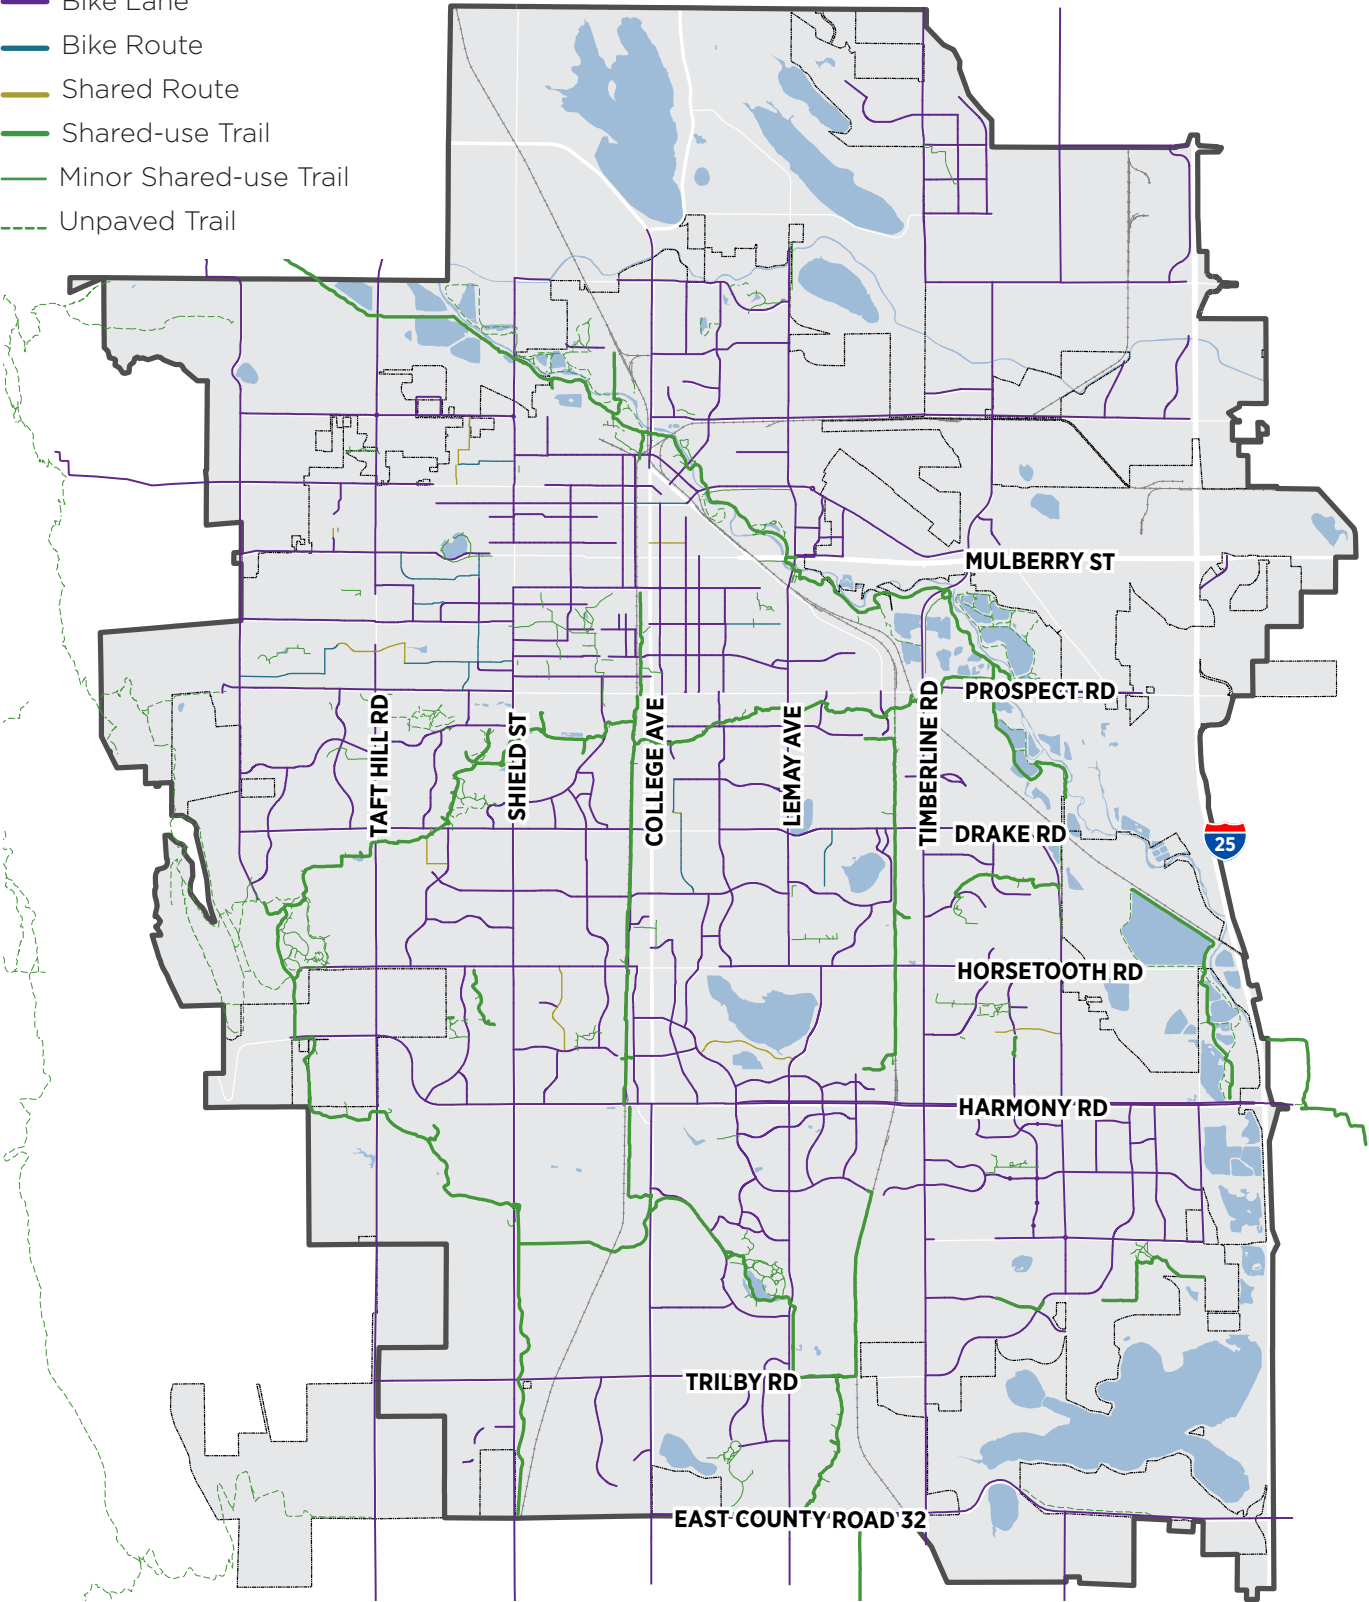 Bike Lane
Bike Route
Shared Route
Shared-use Trail
Minor Shared-use Trail
Unpaved Trail
MULBERRY ST
PROSPECT RD
TAFT HILL RD
SHIELD ST
COLLEGE AVE
LEMAY AVE
TIMBERLINE RD
DRAKE RD
25
HORSETOOTH RD
HARMONY RD
TRILBY RD
EAST COUNTY ROAD 32